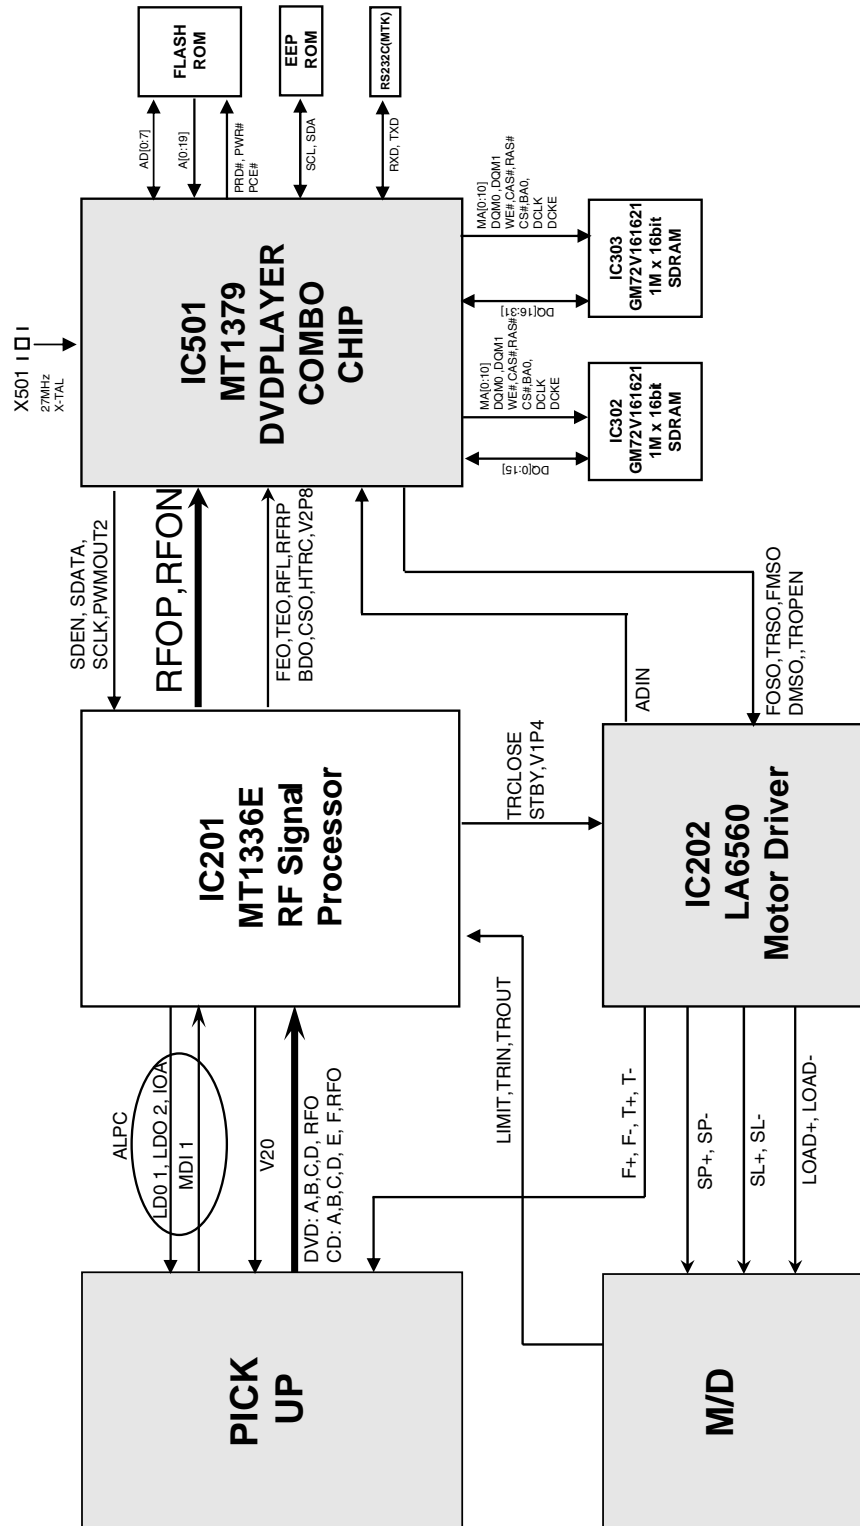 PICK
UP
M/D
ALPC
LD0 1, LDO 2, IOA
MDI 1
V20
DVD: A,B,C,D, RFO
CD: A,B,C,D, E, F,RFO
LIMIT,TRIN,TROUT
F+, F-, T+, T-
SP+, SP-
SL+, SL-
LOAD+, LOAD-
IC201
MT1336E
RF Signal
Processor
TRCLOSE
STBY,V1P4
IC202
LA6560
Motor Driver
SDEN, SDATA,
SCLK,PWMOUT2
RFOP,RFON
FEO,TEO,RFL,RFRP
BDO,CSO,HTRC,V2P8
ADIN
FOSO,TRSO,FMSO
DMSO,,TROPEN
X501
27MHz
X-TAL
IC501
MT1379
DVDPLAYER
COMBO
CHIP
DQ[0:15]
MA[0:10]
DQM0 ,DQM1
WE#,CAS#,RAS#
CS#,BA0,
DCLK
DCKE
IC302
GM72V161621
1M x 16bit
SDRAM
DQ[16:31]
MA[0:10]
DQM0 ,DQM1
WE#,CAS#,RAS#
CS#,BA0,
DCLK
DCKE
IC303
GM72V161621
1M x 16bit
SDRAM
AD[0:7]
A[0:19]
PRD#, PWR#
PCE#
SCL, SDA
RXD, TXD
FLASH
ROM
EEP
ROM
RS232C(MTK)